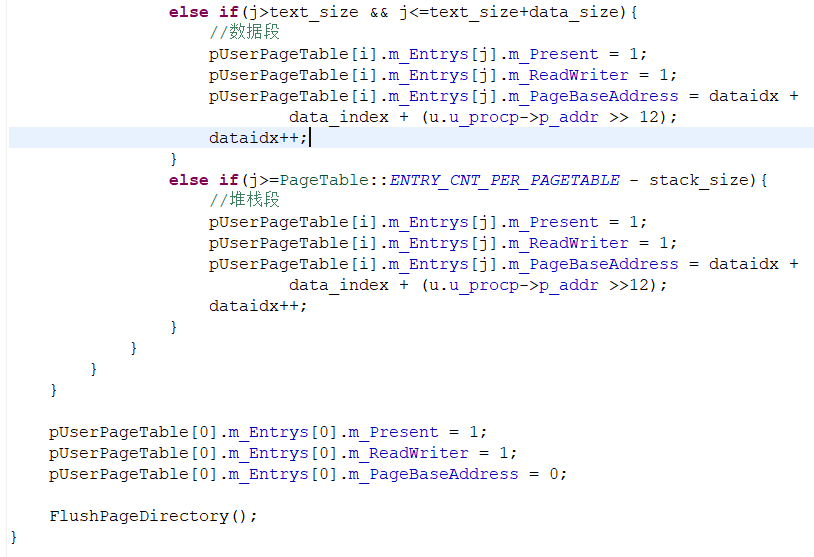 else if(j>text_size && j<=text_size+data_size){
//数据段
pUserPageTable[i].m_Entrys[j].m_Present = 1;
pUserPageTable[i].m_Entrys[j].m_ReadWriter = 1;
pUserPageTable[i].m_Entrys[j].m_PageBaseAddress = dataidx +
data_index + (u.u_procp->p_addr >> 12);
dataidx++;
}
else if(j>=PageTable::ENTRY_CNT_PER_PAGETABLE - stack_size){
//堆栈段
pUserPageTable[i].m_Entrys[j].m_Present = 1;
pUserPageTable[i].m_Entrys[j].m_ReadWriter = 1;
pUserPageTable[i].m_Entrys[j].m_PageBaseAddress = dataidx +
data_index + (u.u_procp->p_addr >>12);
dataidx++;
}
}
}
}
pUserPageTable[0].m_Entrys[0].m_Present = 1;
pUserPageTable[0].m_Entrys[0].m_ReadWriter = 1;
pUserPageTable[0].m_Entrys[0].m_PageBaseAddress = 0;
FlushPageDirectory();
}